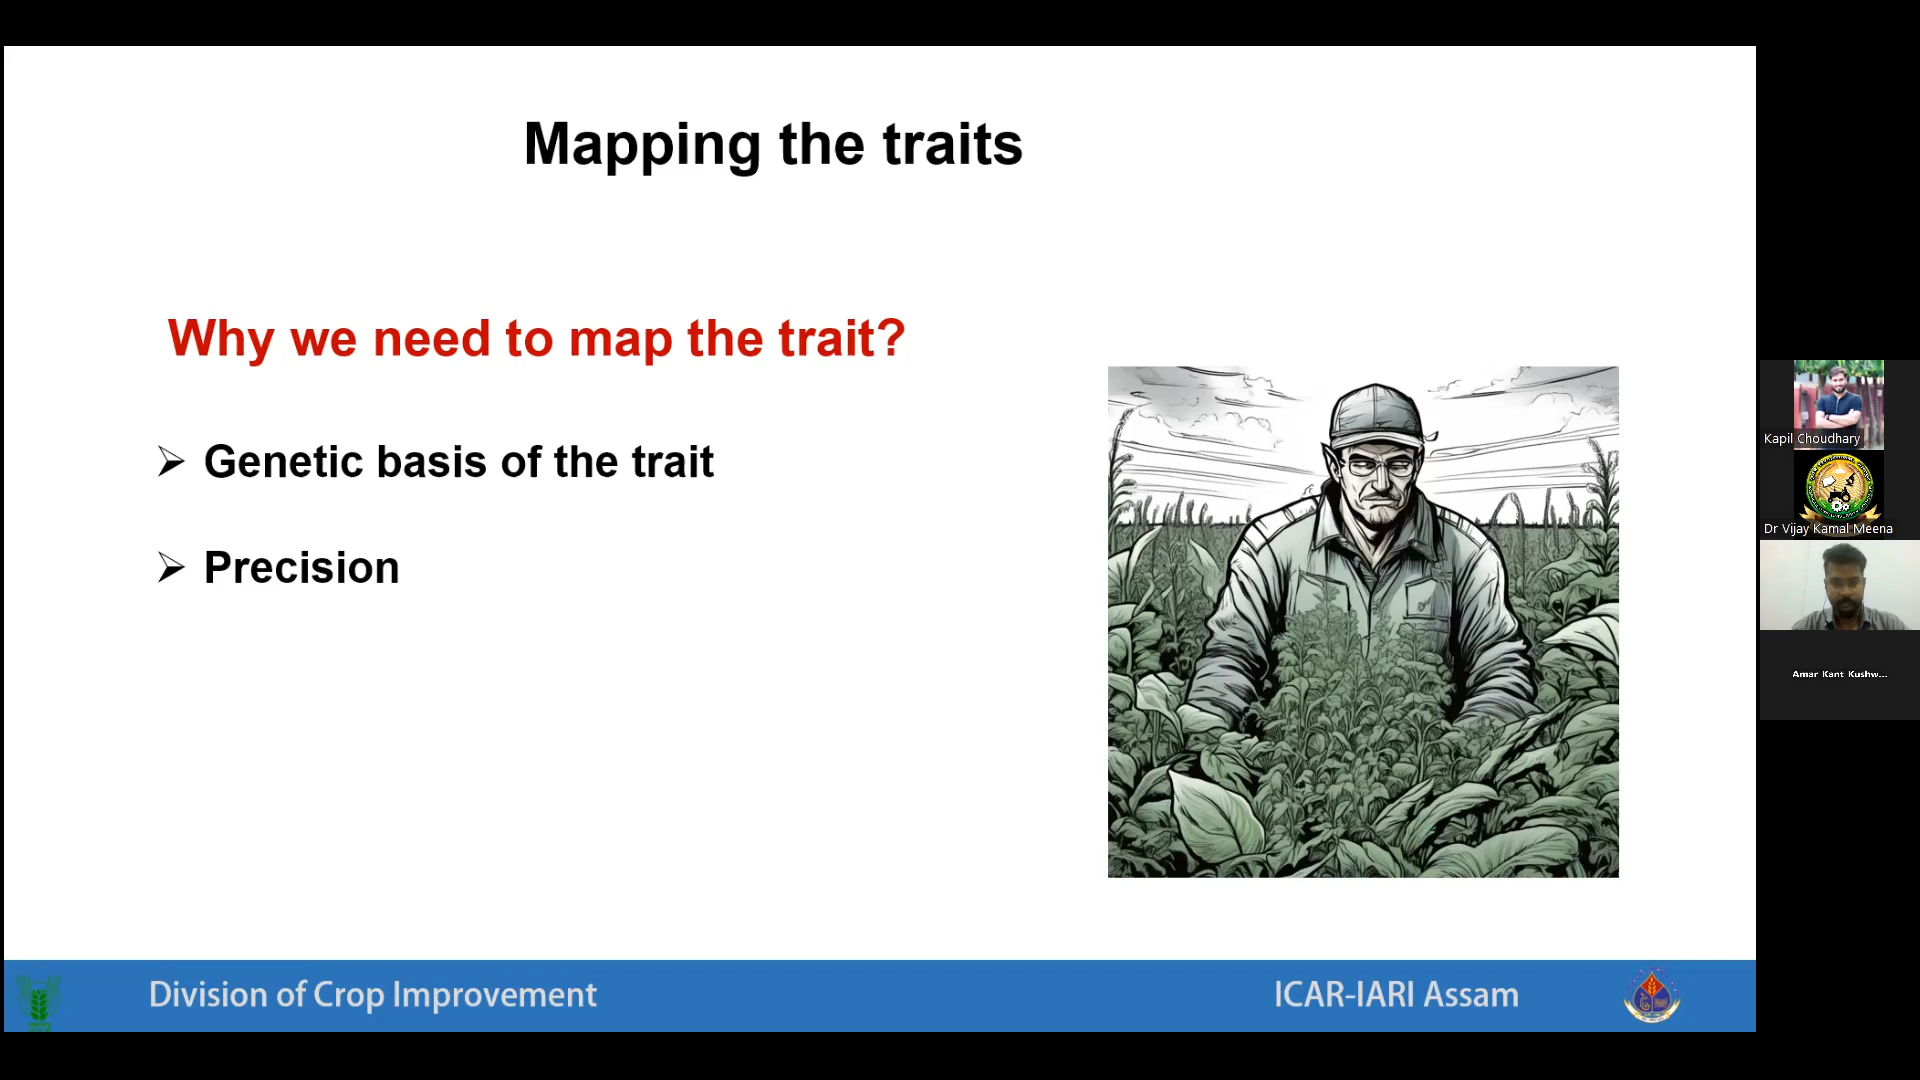 Mapping the traits
Why we need to map the trait?
➢ Genetic basis of the trait
➢ Precision
Division of Crop Improvement
ICAR-IARI Assam
Kapil Choudhary
Dr Vijay Kamal Meena
Amar Kant Kushw...